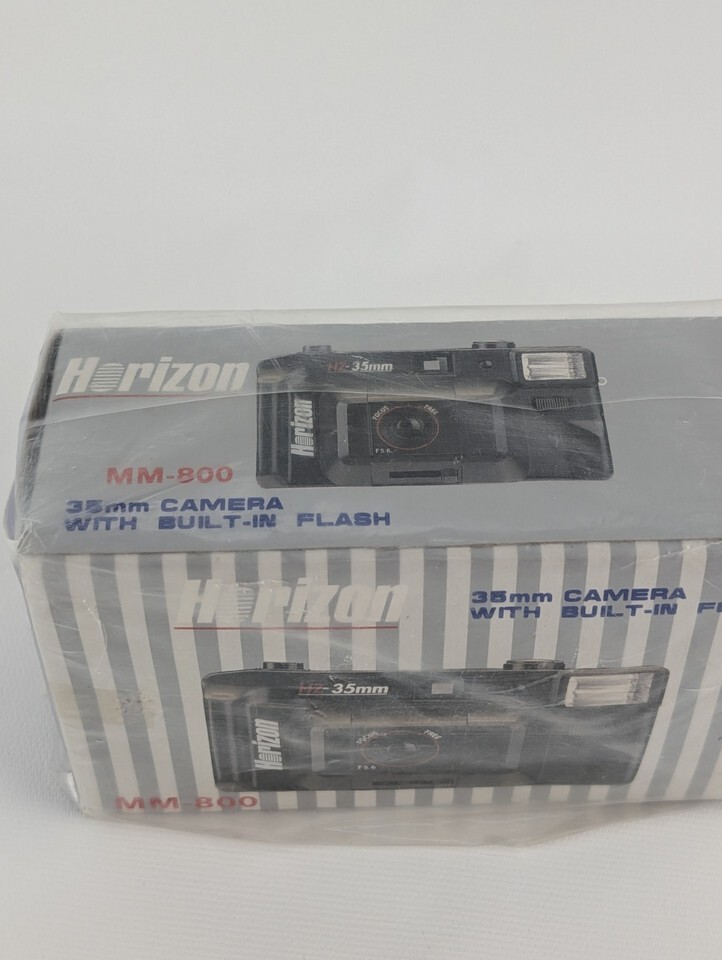 Horizon
HZ-35mm
Horizon
FOCUS FREE
F5.6
MM-800
35mm CAMERA
WITH BUILT-IN FLASH
Horizon
35mm CAMERA
WITH BUILT-IN
HZ-35mm
Horizon
FOCUS FREE
F5.6
MM-800